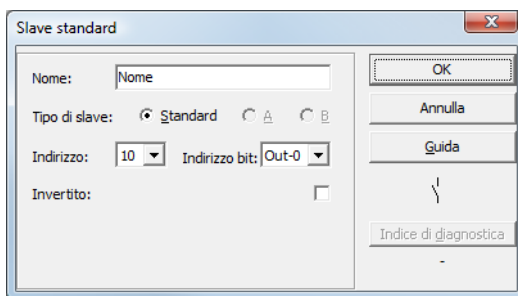 Slave standard
Nome: Nome
Tipo di slave: Standard A B
Indirizzo: 10 Indirizzo bit: Out-0
Invertito:
OK
Annulla
Guida
Indice di diagnostica
-